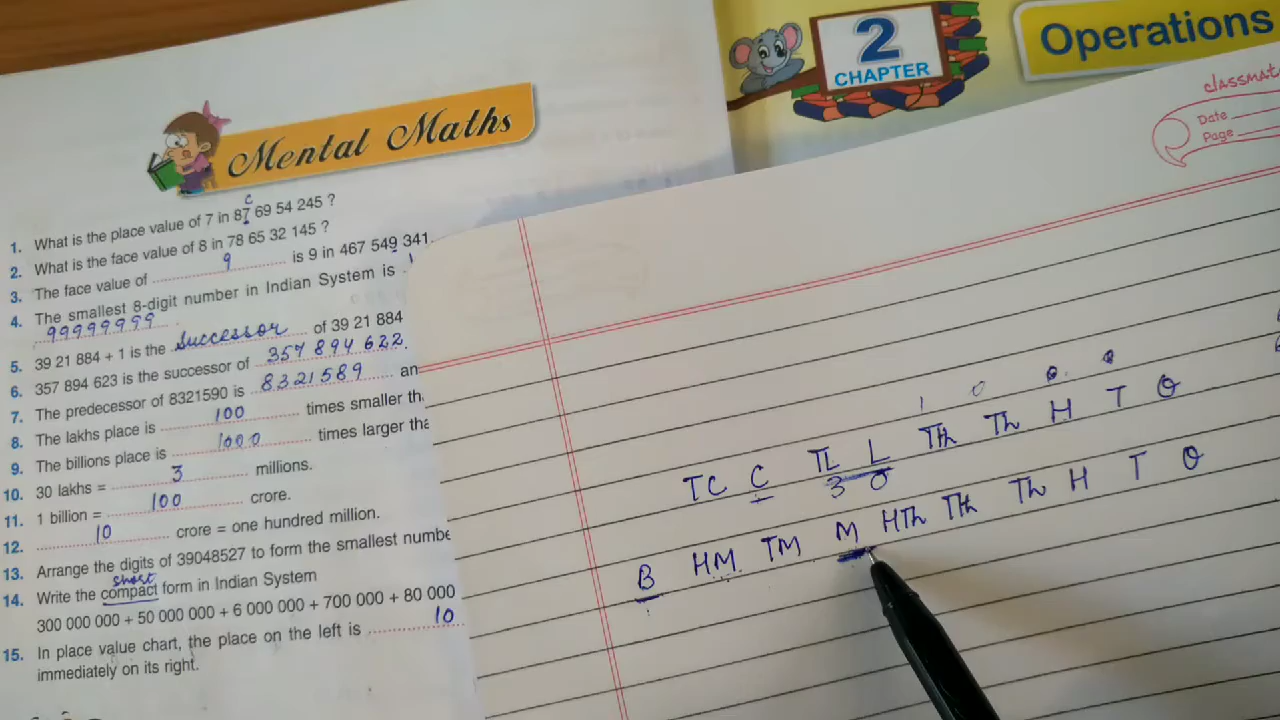 2
CHAPTER
Operations
classmate
Date
Page
Mental Maths
1. What is the place value of 7 in 87 69 54 245 ?
C
2. What is the face value of 8 in 78 65 32 145 ?
3. The face value of 9 is 9 in 467 549 341.
4. The smallest 8-digit number in Indian System is
99999999
5. 39 21 884 + 1 is the successor of 39 21 884
6. 357 894 623 is the successor of 357 894 622.
7. The predecessor of 8321590 is 8321589 an
8. The lakhs place is 100 times smaller th
9. The billions place is 1000 times larger tha
10. 30 lakhs = 3 millions.
11. 1 billion = 100 crore.
12. 10 crore = one hundred million.
13. Arrange the digits of 39048527 to form the smallest numbe
short
14. Write the compact form in Indian System
300 000 000 + 50 000 000 + 6 000 000 + 700 000 + 80 000
15. In place value chart, the place on the left is 10
immediately on its right.
1 0 0 0
TC C TL L Tth Th H T O
3 0
B HM TM M HTh Tth Th H T O